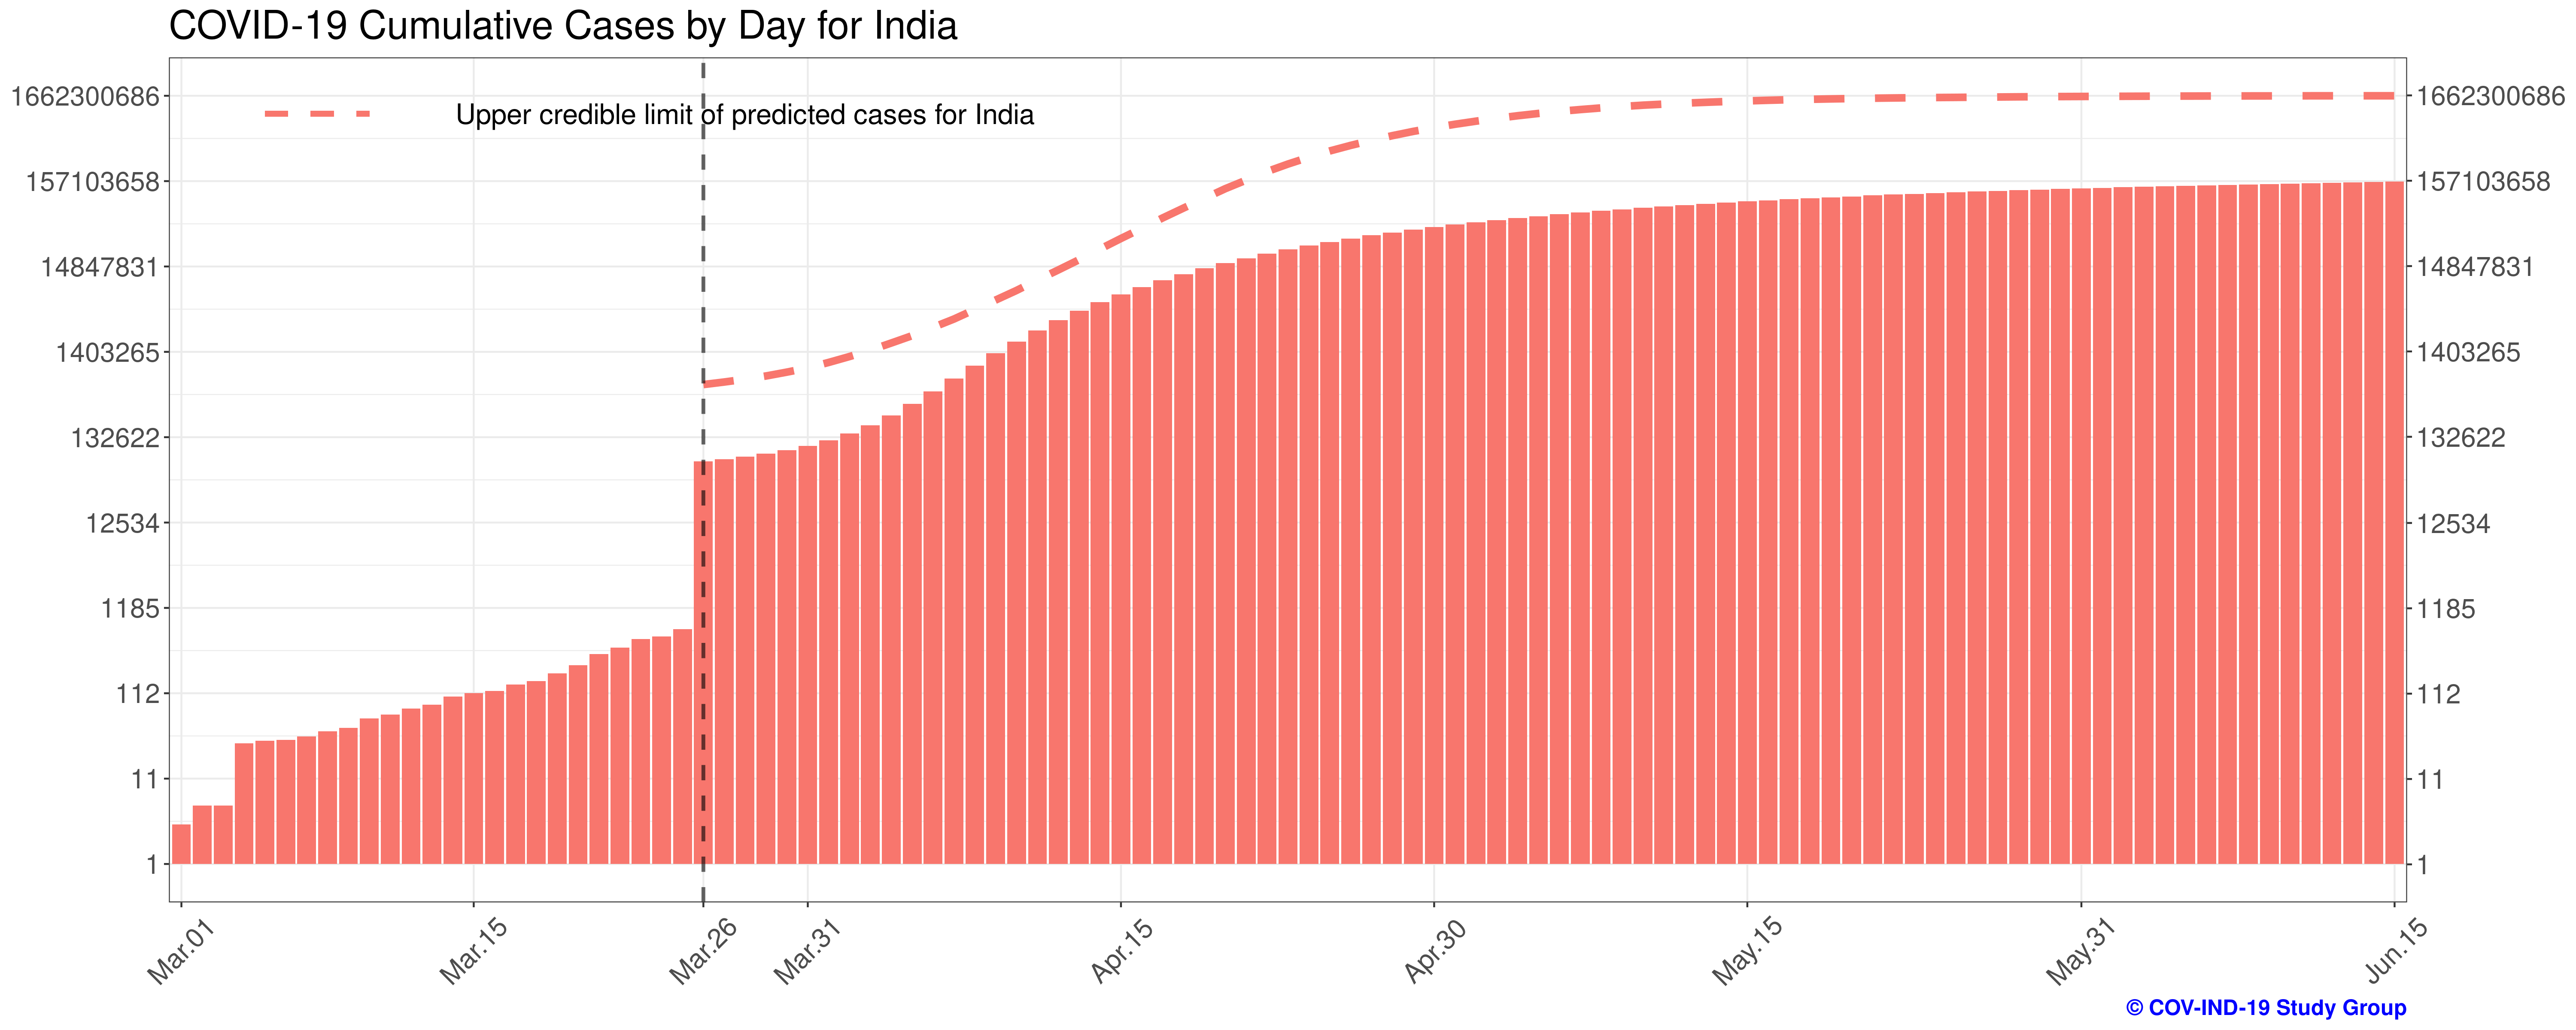 COVID-19 Cumulative Cases by Day for India
Upper credible limit of predicted cases for India
1662300686
157103658
14847831
1403265
132622
12534
1185
112
11
1
1662300686
157103658
14847831
1403265
132622
12534
1185
112
11
1
Mar.01
Mar.15
Mar.26
Mar.31
Apr.15
Apr.30
May.15
May.31
Jun.15
© COV-IND-19 Study Group